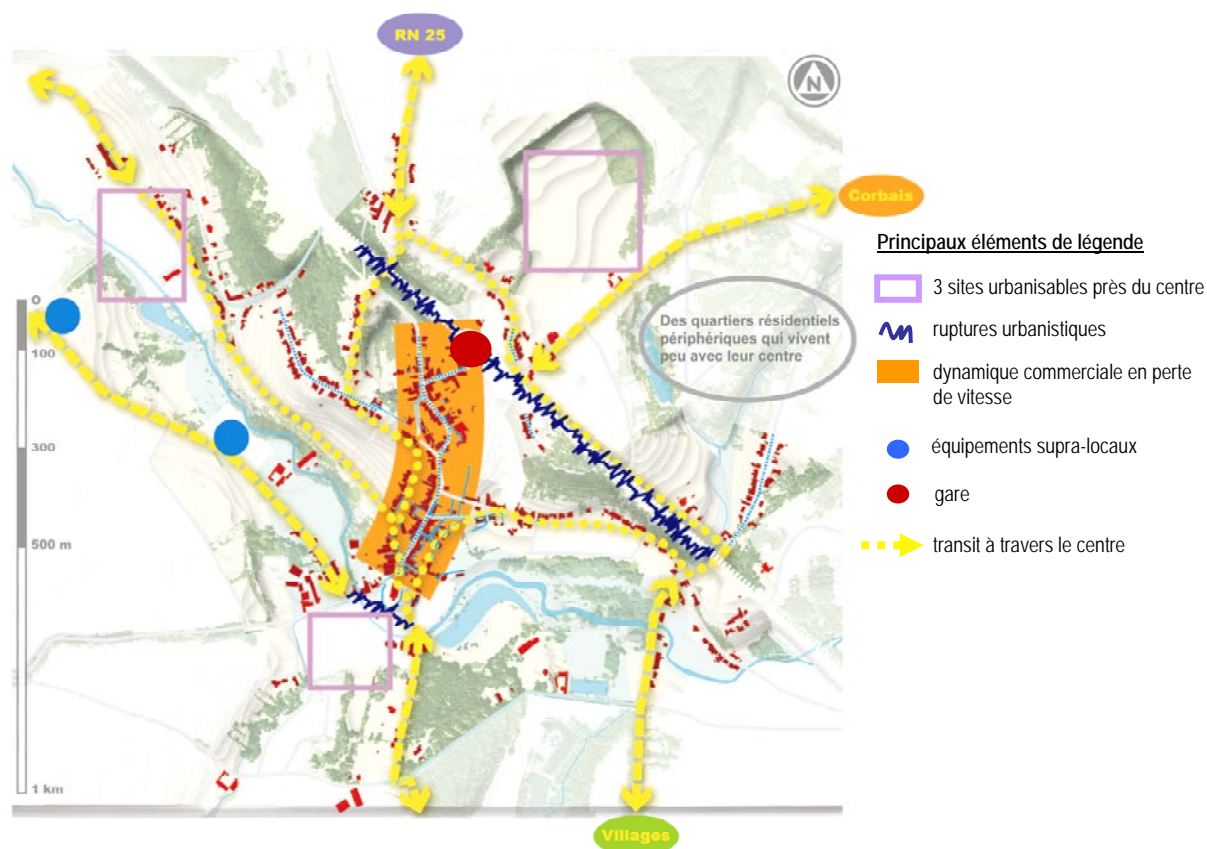 RN 25
N
Corbais
Principaux éléments de légende
3 sites urbanisables près du centre
ruptures urbanistiques
dynamique commerciale en perte
de vitesse
équipements supra-locaux
gare
transit à travers le centre
Des quartiers résidentiels
périphériques qui vivent
peu avec leur centre
0
100
300
500 m
1 km
Villages